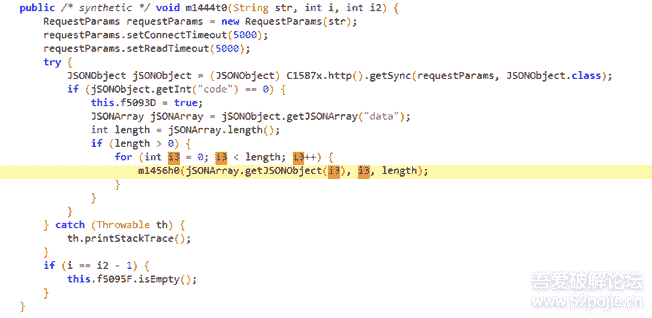 public /* synthetic */ void m1444t0(String str, int i, int i2) {
    RequestParams requestParams = new RequestParams(str);
    requestParams.setConnectTimeout(5000);
    requestParams.setReadTimeout(5000);
    try {
        JSONObject jSONObject = (JSONObject) C1587x.http().getSync(requestParams, JSONObject.class);
        if (jSONObject.getInt("code") == 0) {
            this.f5093D = true;
            JSONArray jSONArray = jSONObject.getJSONArray("data");
            int length = jSONArray.length();
            if (length > 0) {
                for (int i3 = 0; i3 < length; i3++) {
                    m1456h0(jSONArray.getJSONObject(i3), i3, length);
                }
            }
        }
    } catch (Throwable th) {
        th.printStackTrace();
    }
    if (i == i2 - 1) {
        this.f5095F.isEmpty();
    }
}
吾爱破解论坛
www.52pojie.cn